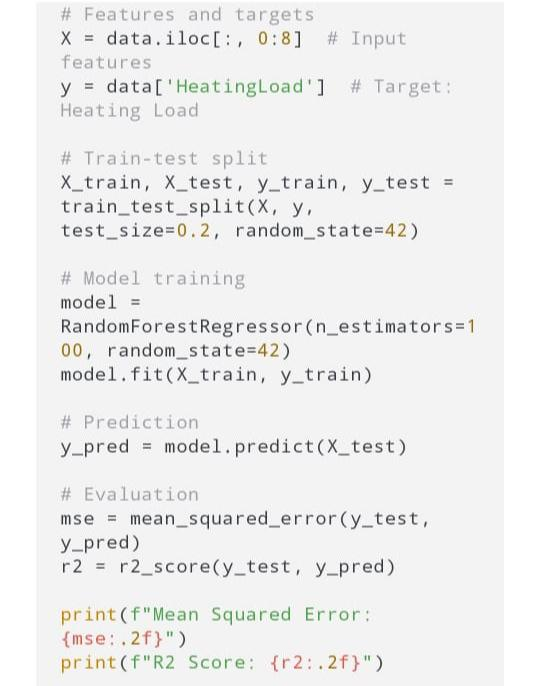 # Features and targets
X = data.iloc[:, 0:8]  # Input
features
y = data['HeatingLoad']  # Target:
Heating Load
# Train-test split
X_train, X_test, y_train, y_test =
train_test_split(X, y,
test_size=0.2, random_state=42)
# Model training
model =
RandomForestRegressor(n_estimators=1
00, random_state=42)
model.fit(X_train, y_train)
# Prediction
y_pred = model.predict(X_test)
# Evaluation
mse = mean_squared_error(y_test,
y_pred)
r2 = r2_score(y_test, y_pred)
print(f"Mean Squared Error:
{mse:.2f}")
print(f"R2 Score: {r2:.2f}")